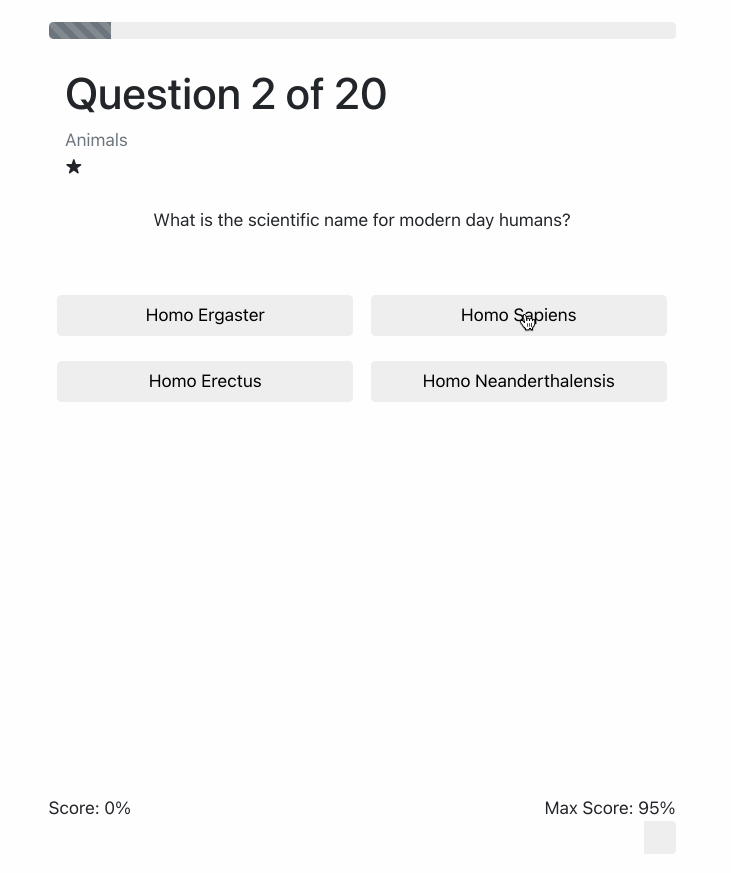 Question 2 of 20
Animals
What is the scientific name for modern day humans?
Homo Ergaster
Homo Sapiens
Homo Erectus
Homo Neanderthalensis
Score: 0%
Max Score: 95%